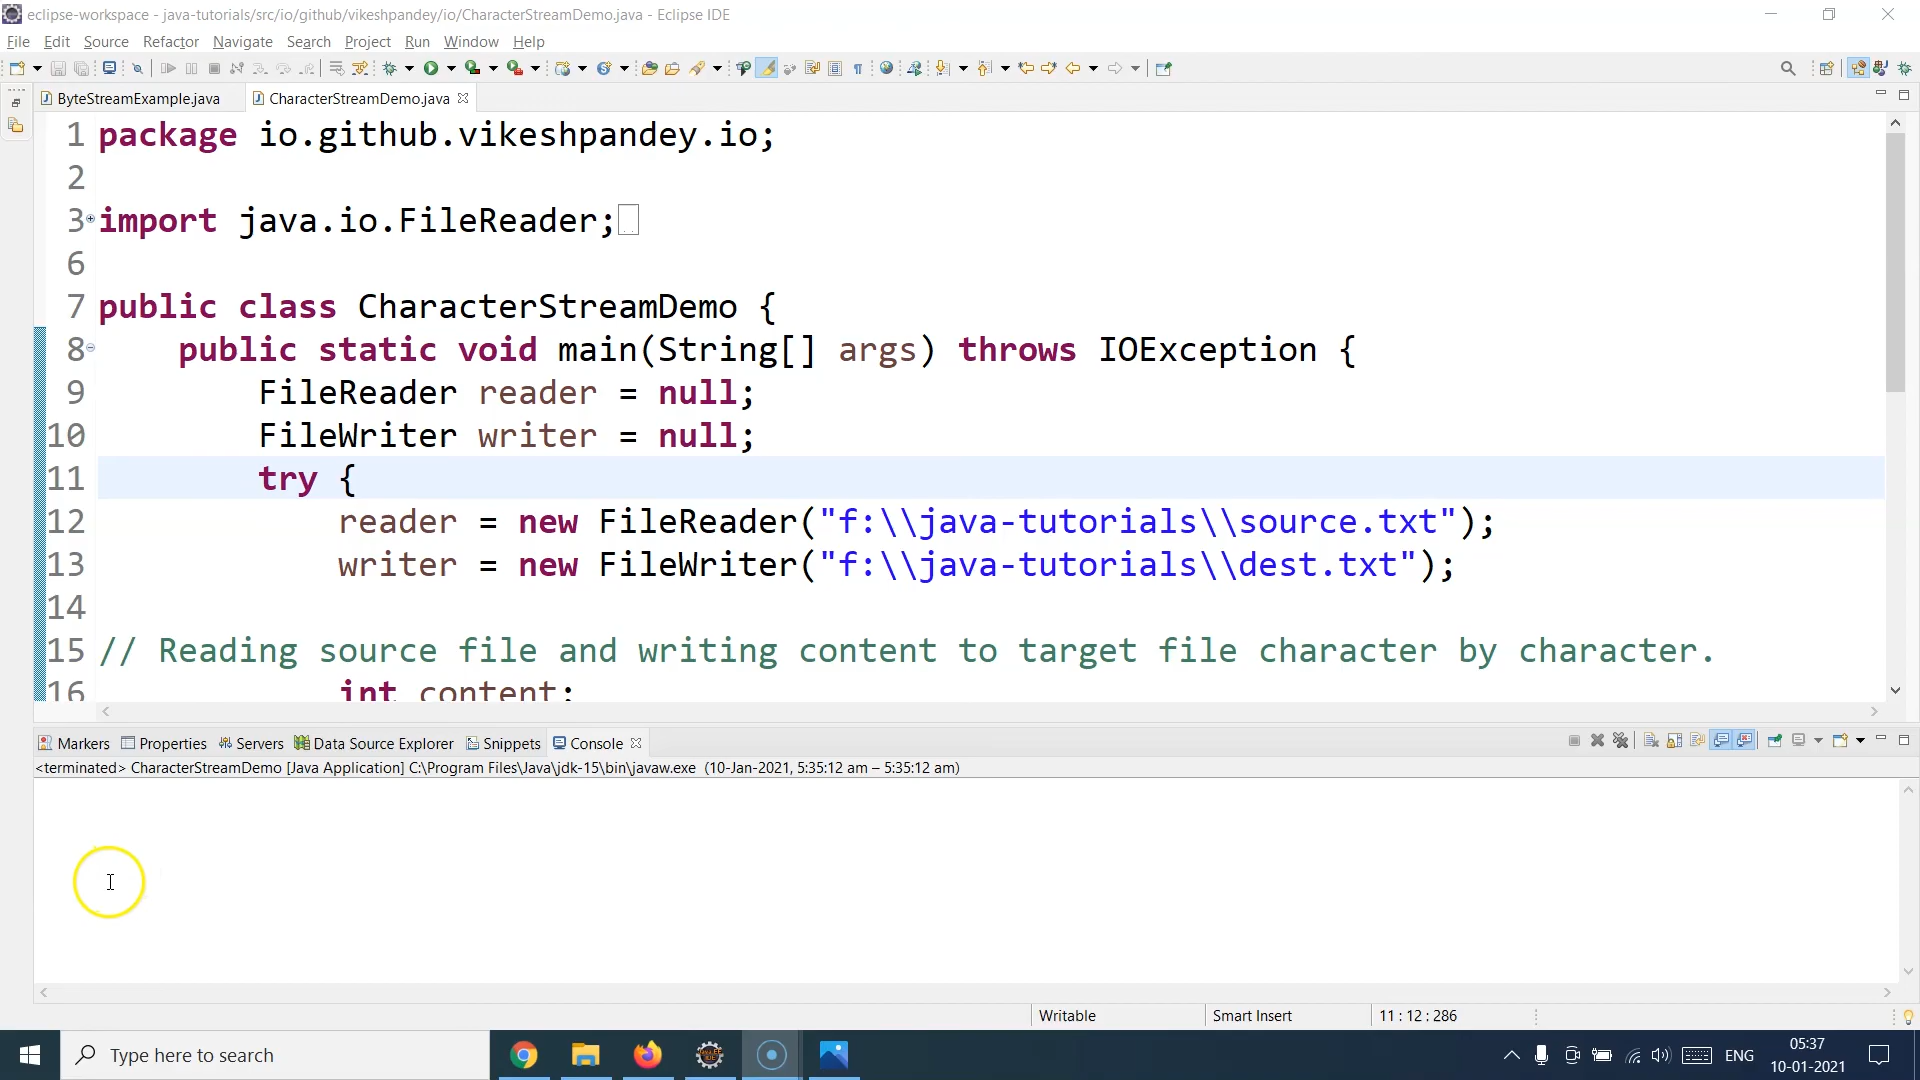 eclipse-workspace - java-tutorials/src/io/github/vikeshpandey/io/CharacterStreamDemo.java - Eclipse IDE
File Edit Source Refactor Navigate Search Project Run Window Help
ByteStreamExample.java CharacterStreamDemo.java
1 package io.github.vikeshpandey.io;
2
3 import java.io.FileReader;
6
7 public class CharacterStreamDemo {
8 public static void main(String[] args) throws IOException {
9 FileReader reader = null;
10 FileWriter writer = null;
11 try {
12 reader = new FileReader("f:\\java-tutorials\\source.txt");
13 writer = new FileWriter("f:\\java-tutorials\\dest.txt");
14
15 // Reading source file and writing content to target file character by character.
16 int content;
Markers Properties Servers Data Source Explorer Snippets Console
<terminated> CharacterStreamDemo [Java Application] C:\Program Files\Java\jdk-15\bin\javaw.exe (10-Jan-2021, 5:35:12 am – 5:35:12 am)
Writable Smart Insert 11 : 12 : 286
Type here to search
ENG
05:37
10-01-2021